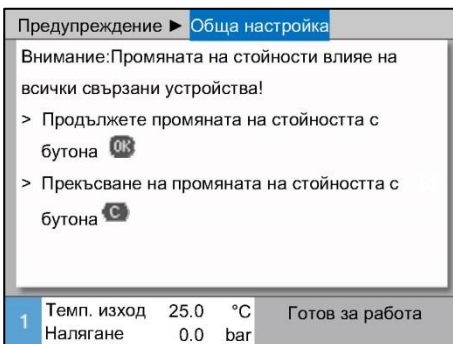 Предупреждение ► Обща настройка
Внимание:Промяната на стойности влияе на
всички свързани устройства!
> Продължете промяната на стойността с
бутона OK
> Прекъсване на промяната на стойността с
бутона C
1 Темп. изход 25.0 °C Готов за работа
Налягане 0.0 bar